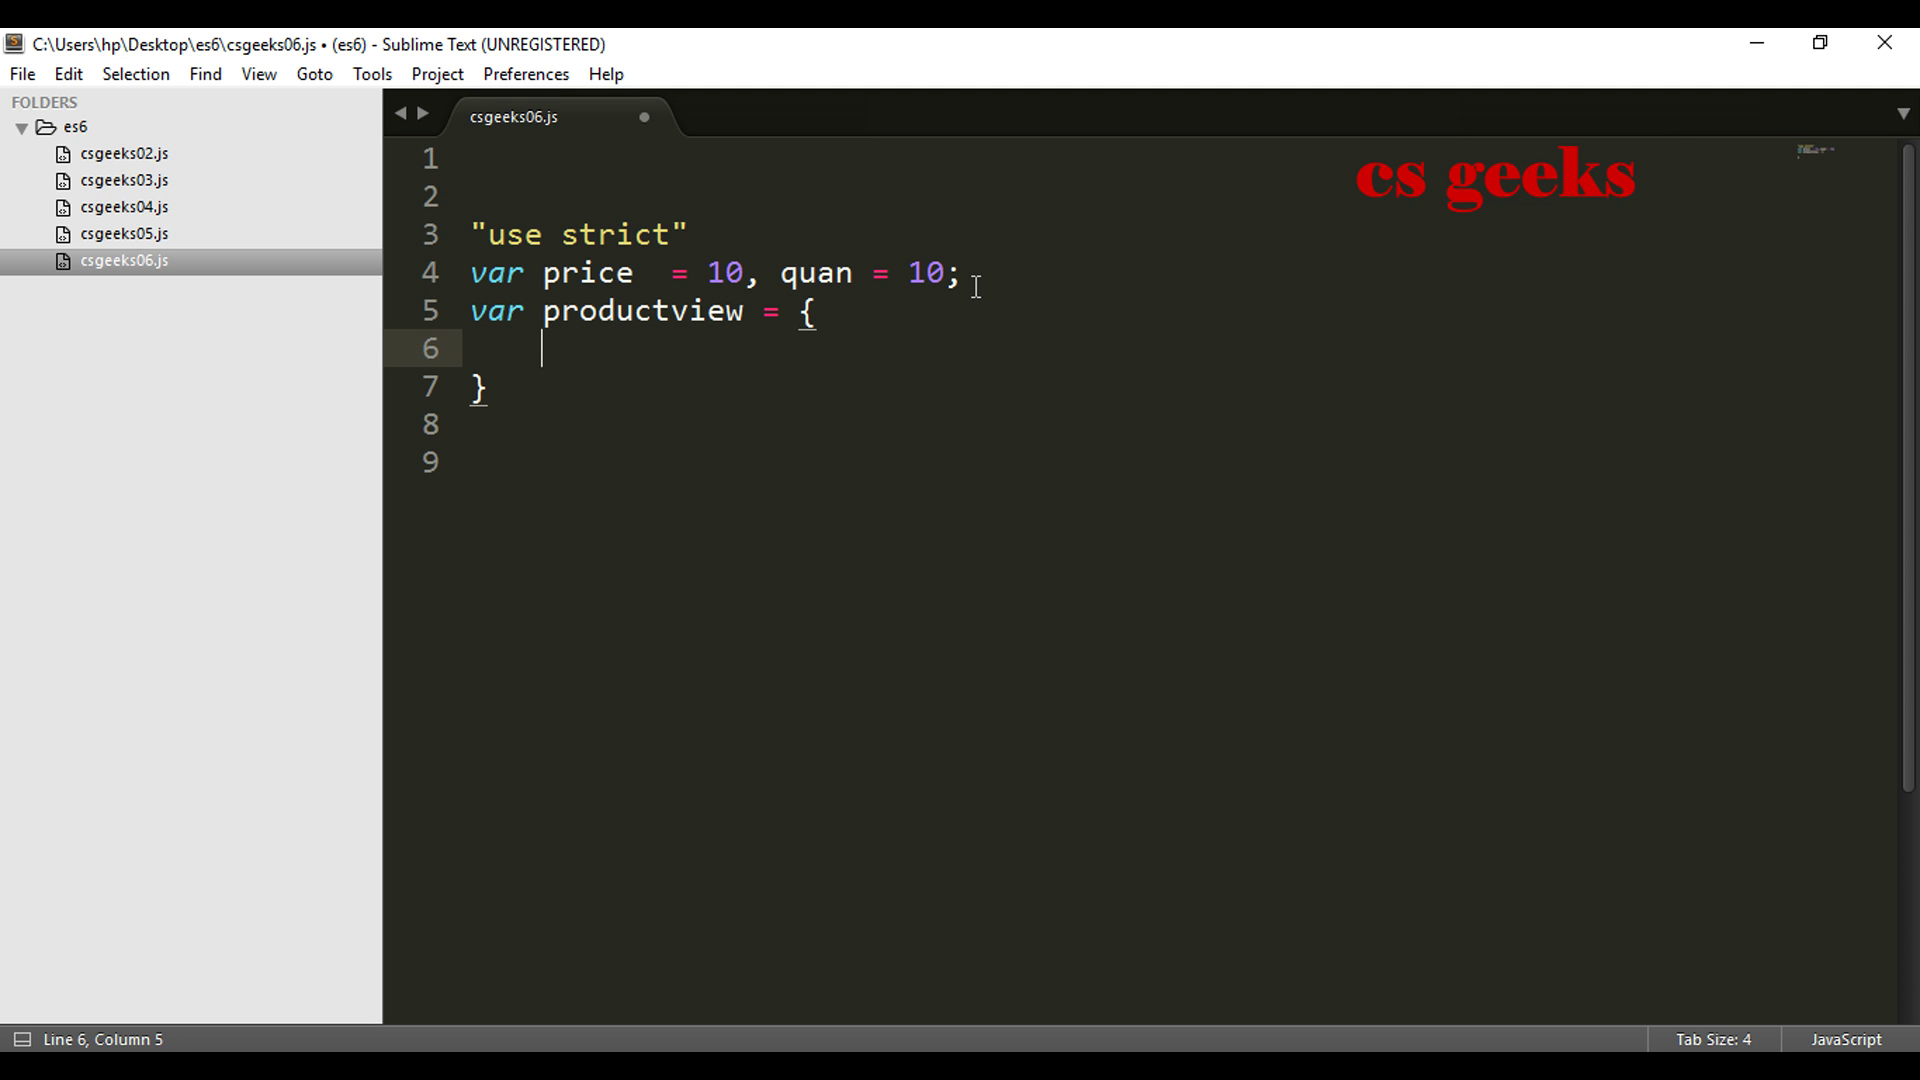 C:\Users\hp\Desktop\es6\csgeeks06.js • (es6) - Sublime Text (UNREGISTERED)
File Edit Selection Find View Goto Tools Project Preferences Help
FOLDERS
es6
csgeeks02.js
csgeeks03.js
csgeeks04.js
csgeeks05.js
csgeeks06.js
csgeeks06.js
cs geeks
1
2
3 "use strict"
4 var price  = 10, quan = 10;
5 var productview = {
6
7 }
8
9
Line 6, Column 5
Tab Size: 4
JavaScript